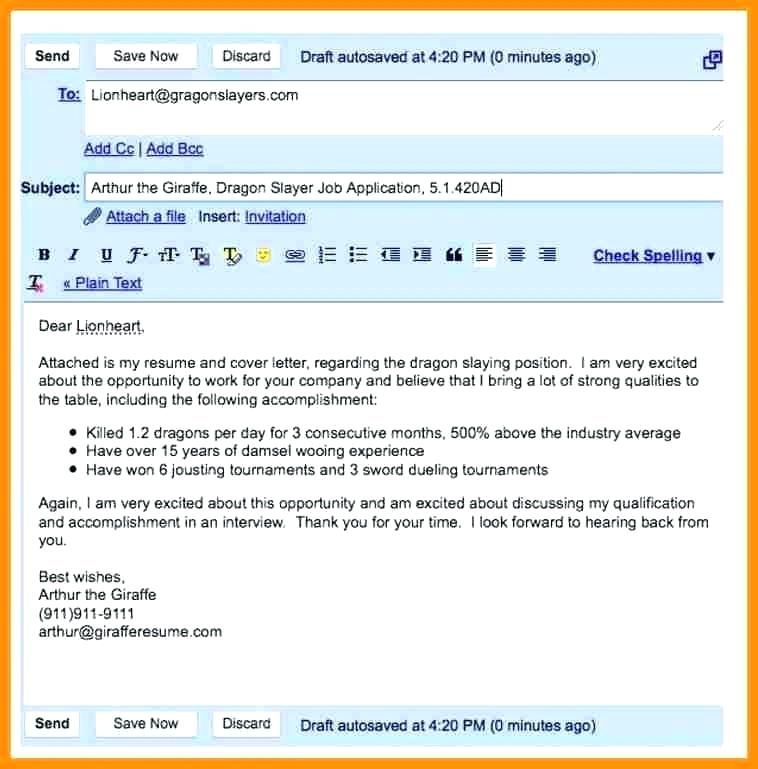 Send Save Now Discard Draft autosaved at 4:20 PM (0 minutes ago)
To: Lionheart@gragonslayers.com
Add Cc | Add Bcc
Subject: Arthur the Giraffe, Dragon Slayer Job Application, 5.1.420AD
Attach a file Insert: Invitation
B I U Check Spelling ▼
« Plain Text
Dear Lionheart,
Attached is my resume and cover letter, regarding the dragon slaying position. I am very excited
about the opportunity to work for your company and believe that I bring a lot of strong qualities to
the table, including the following accomplishment:
• Killed 1.2 dragons per day for 3 consecutive months, 500% above the industry average
• Have over 15 years of damsel wooing experience
• Have won 6 jousting tournaments and 3 sword dueling tournaments
Again, I am very excited about this opportunity and am excited about discussing my qualification
and accomplishment in an interview. Thank you for your time. I look forward to hearing back from
you.
Best wishes,
Arthur the Giraffe
(911)911-9111
arthur@girafferesume.com
Send Save Now Discard Draft autosaved at 4:20 PM (0 minutes ago)